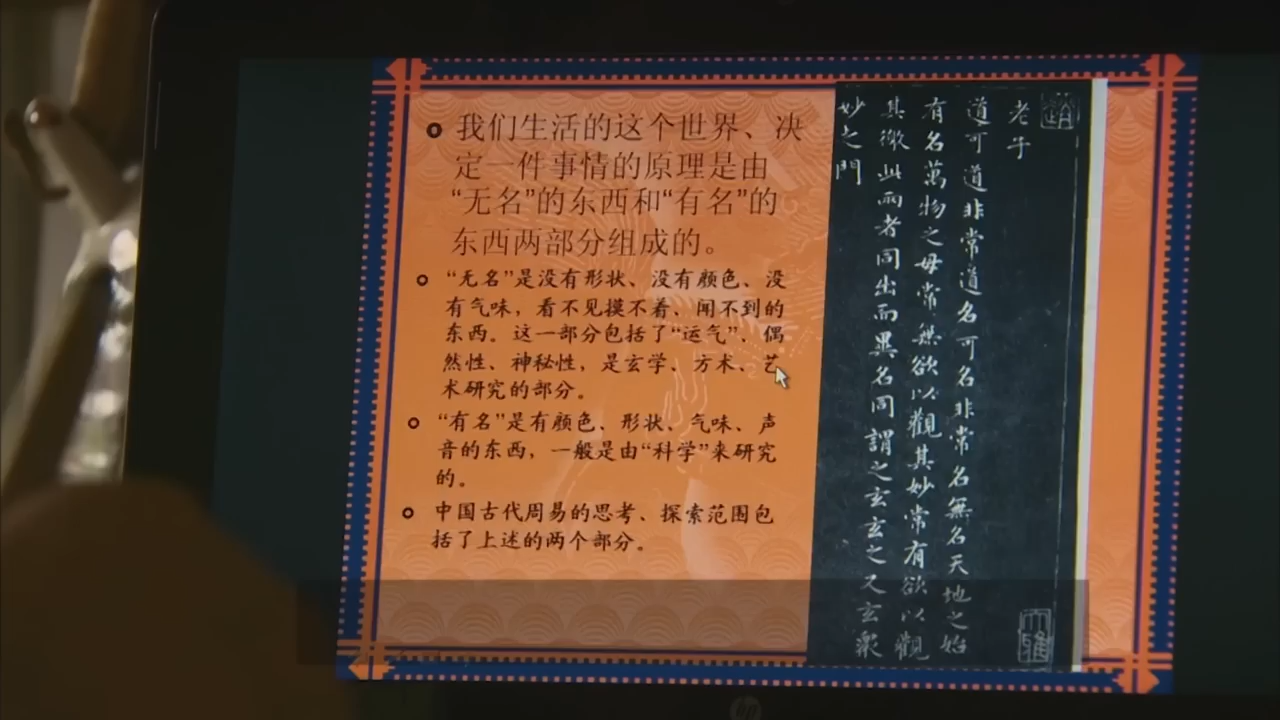 我们生活的这个世界、决
定一件事情的原理是由
“无名”的东西和“有名”的
东西两部分组成的。
“无名”是没有形状、没有颜色、没
有气味，看不见摸不着、闻不到的
东西。这一部分包括了“运气”、偶
然性、神秘性，是玄学、方术、艺
术研究的部分。
“有名”是有颜色、形状、气味、声
音的东西，一般是由“科学”来研究
的。
中国古代周易的思考、探索范围包
括了上述的两个部分。
老子
道可道非常道名可名非常名無名天地之始
有名萬物之母常無欲以觀其妙常有欲以觀
其徼此兩者同出而異名同謂之玄玄之又玄衆
妙之門
hp